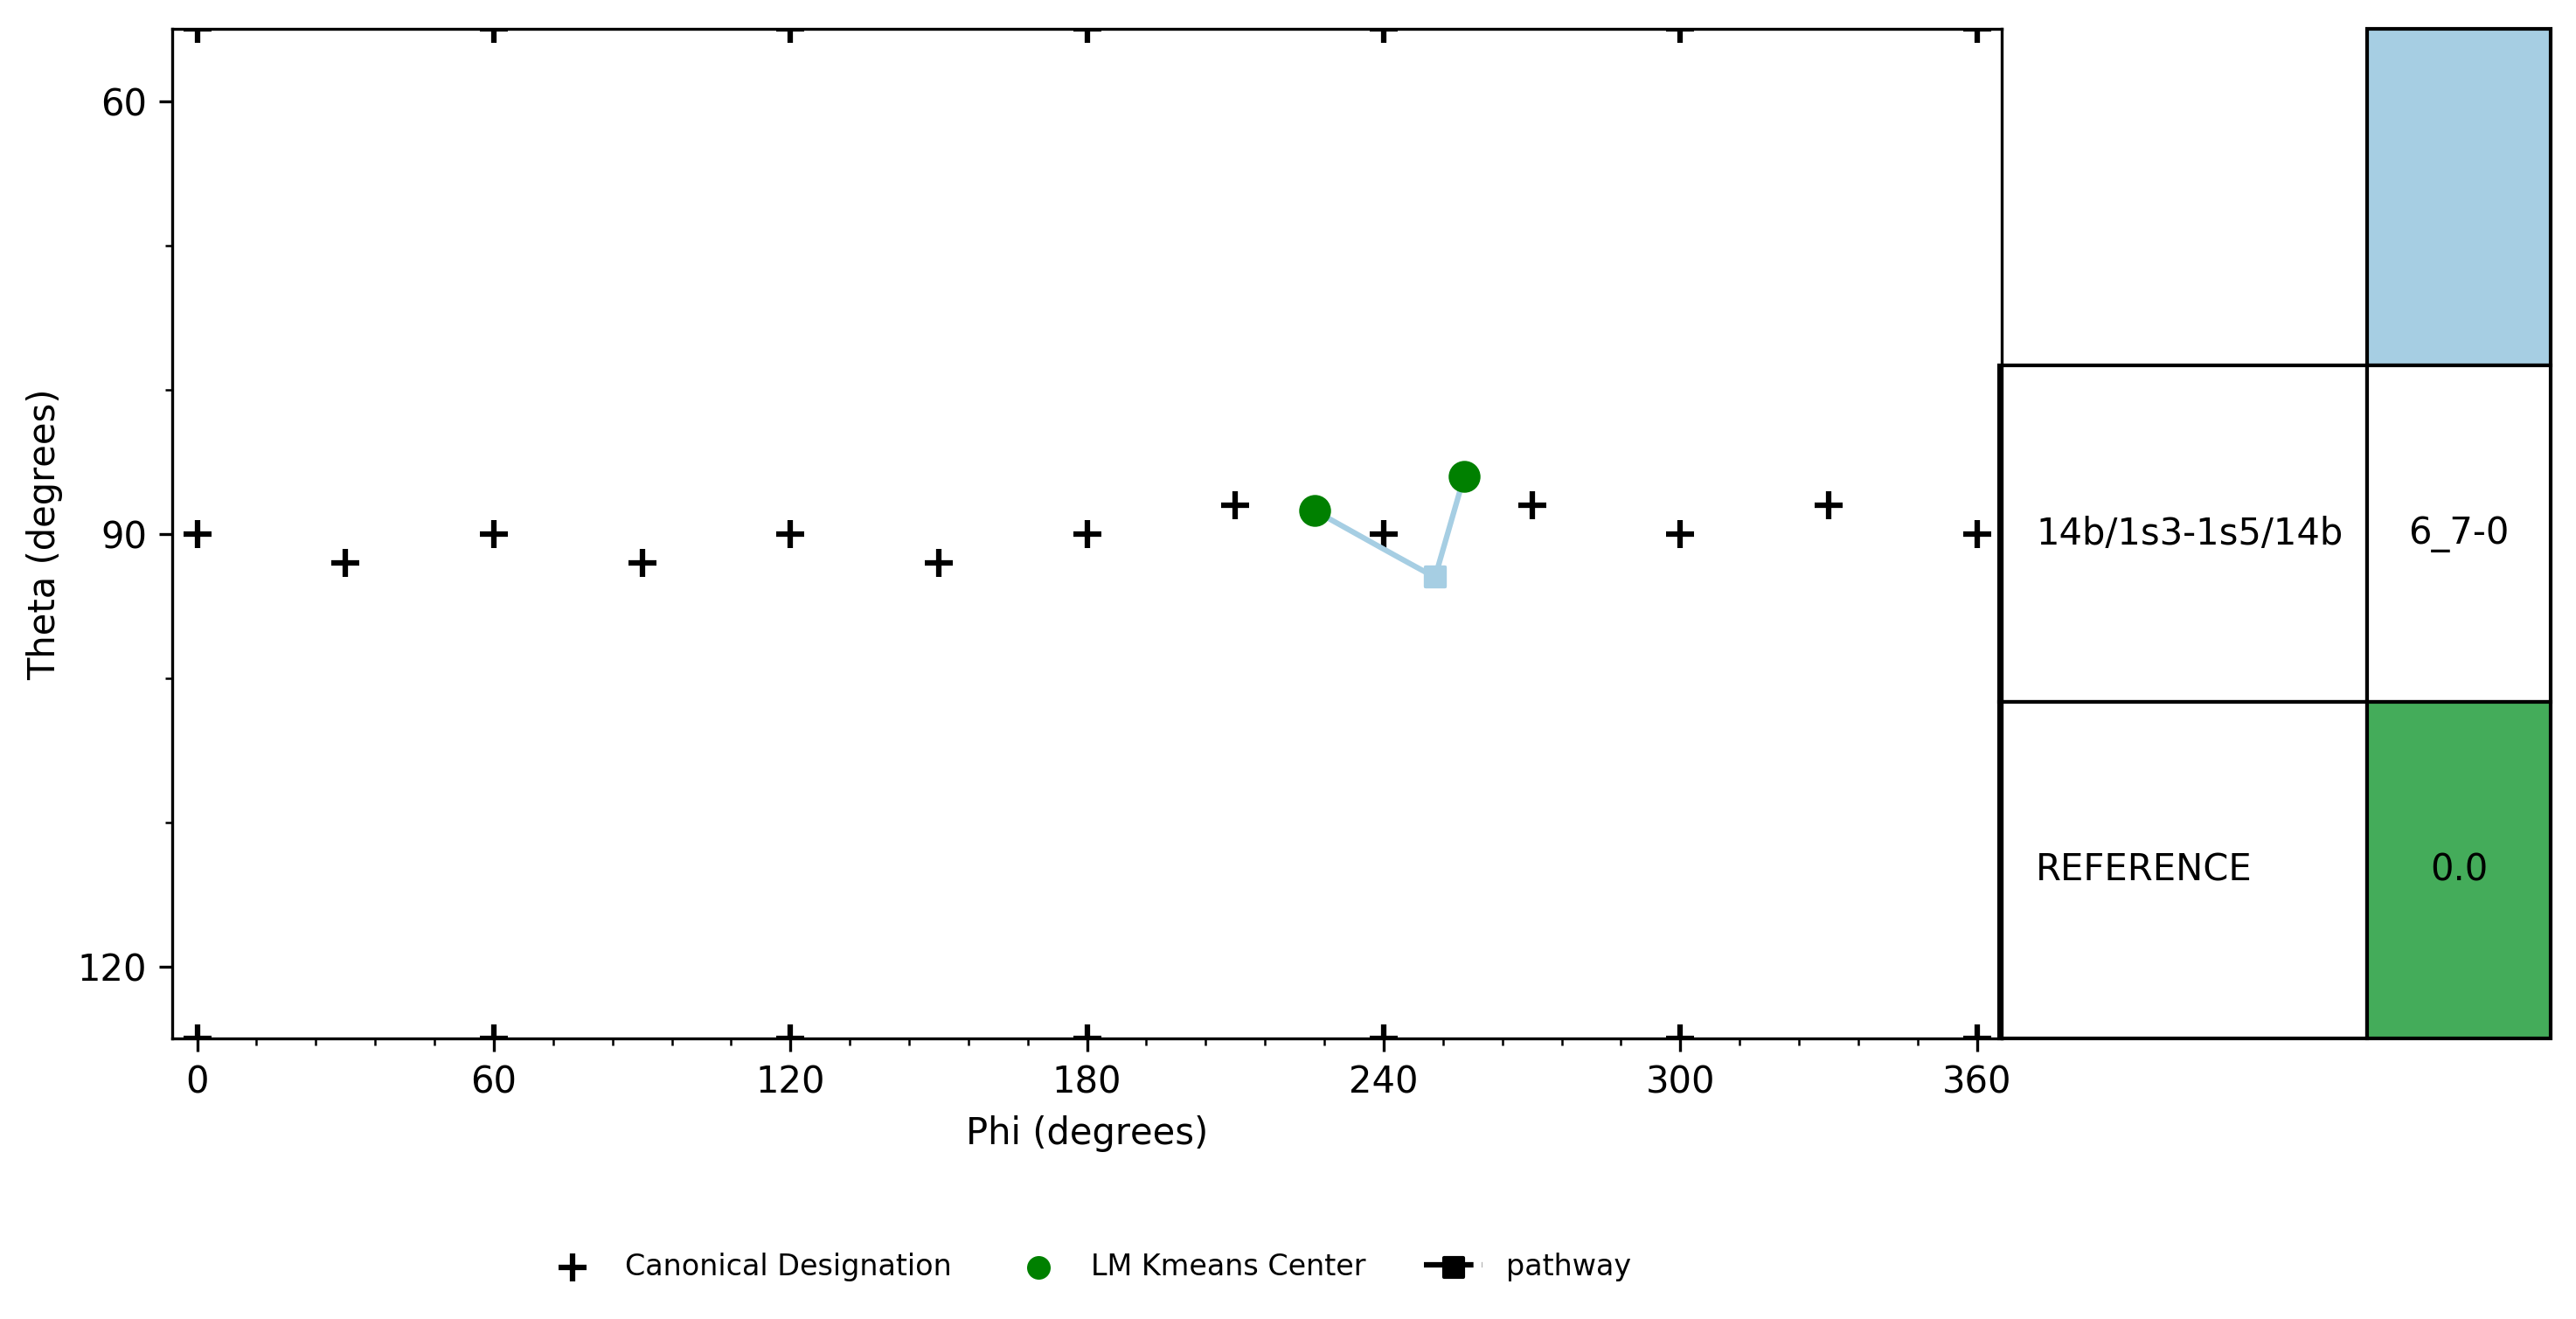 60
90
120
Theta (degrees)
0 60 120 180 240 300 360
Phi (degrees)
14b/1s3-1s5/14b 6_7-0
REFERENCE 0.0
Canonical Designation LM Kmeans Center pathway